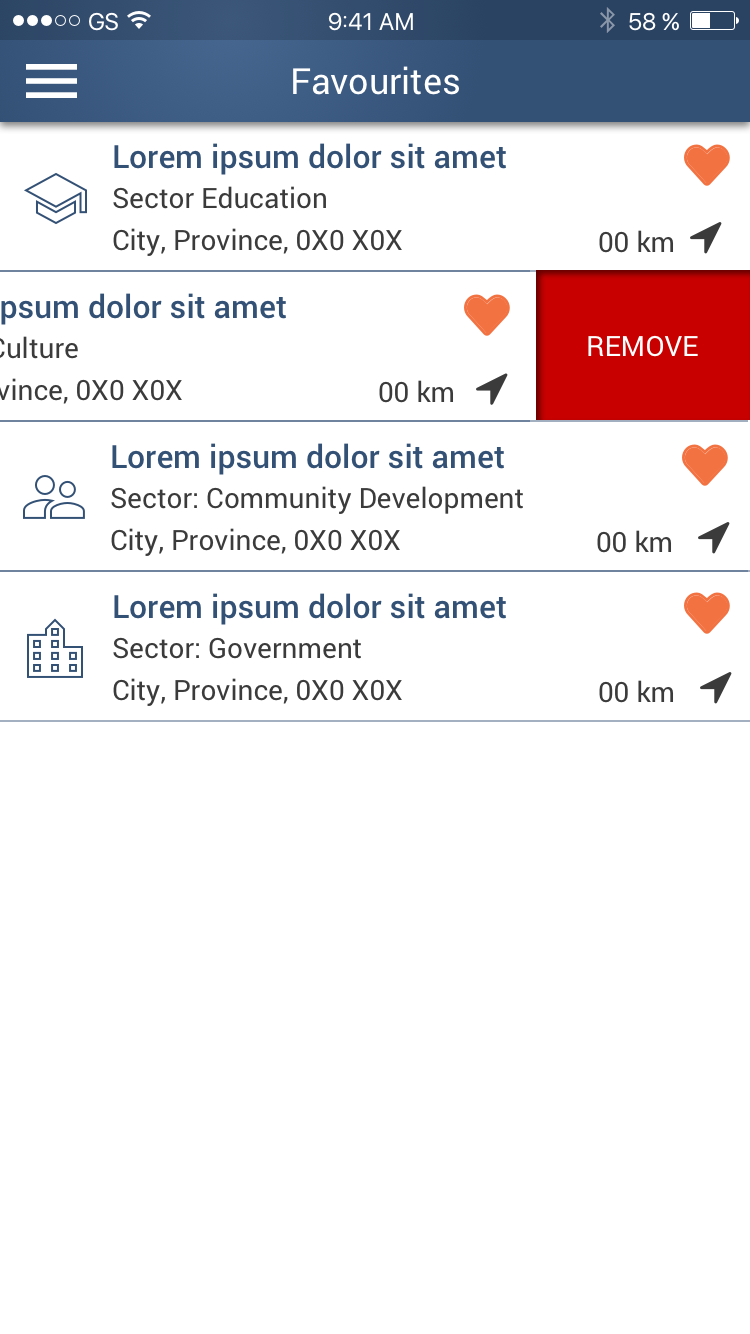 GS 9:41 AM 58 %
Favourites
Lorem ipsum dolor sit amet
Sector Education
City, Province, 0X0 X0X 00 km
psum dolor sit amet
Culture REMOVE
vince, 0X0 X0X 00 km
Lorem ipsum dolor sit amet
Sector: Community Development
City, Province, 0X0 X0X 00 km
Lorem ipsum dolor sit amet
Sector: Government
City, Province, 0X0 X0X 00 km